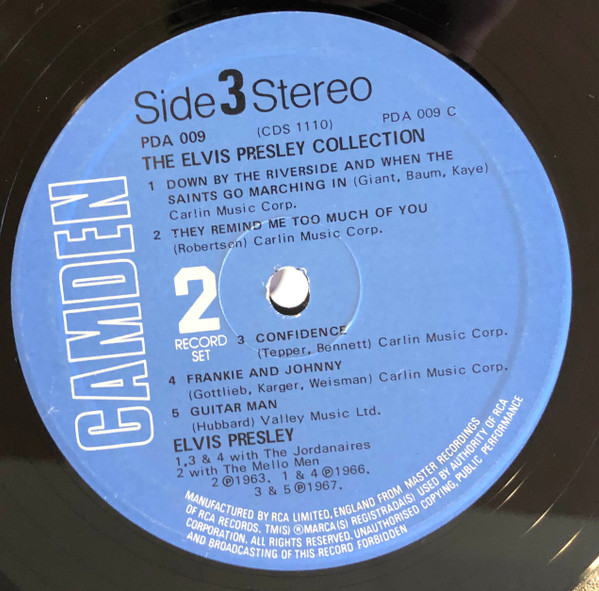 Side 3 Stereo
PDA 009
(CDS 1110)
PDA 009 C
THE ELVIS PRESLEY COLLECTION
1 DOWN BY THE RIVERSIDE AND WHEN THE
SAINTS GO MARCHING IN (Giant, Baum, Kaye)
Carlin Music Corp.
2 THEY REMIND ME TOO MUCH OF YOU
(Robertson) Carlin Music Corp.
CAMDEN
2
RECORD
SET
3 CONFIDENCE
(Tepper, Bennett) Carlin Music Corp.
4 FRANKIE AND JOHNNY
(Gottlieb, Karger, Weisman) Carlin Music Corp.
5 GUITAR MAN
(Hubbard) Valley Music Ltd.
ELVIS PRESLEY
1,3 & 4 with The Jordanaires
2 with The Mello Men
2 ℗1963. 1 & 4 ℗1966.
3 & 5 ℗1967.
MANUFACTURED BY RCA LIMITED, ENGLAND FROM MASTER RECORDINGS
OF RCA RECORDS. TM(S) ® MARCA(S) REGISTRADA(S) USED BY AUTHORITY OF RCA
CORPORATION. ALL RIGHTS RESERVED. UNAUTHORISED COPYING, PUBLIC PERFORMANCE
AND BROADCASTING OF THIS RECORD FORBIDDEN